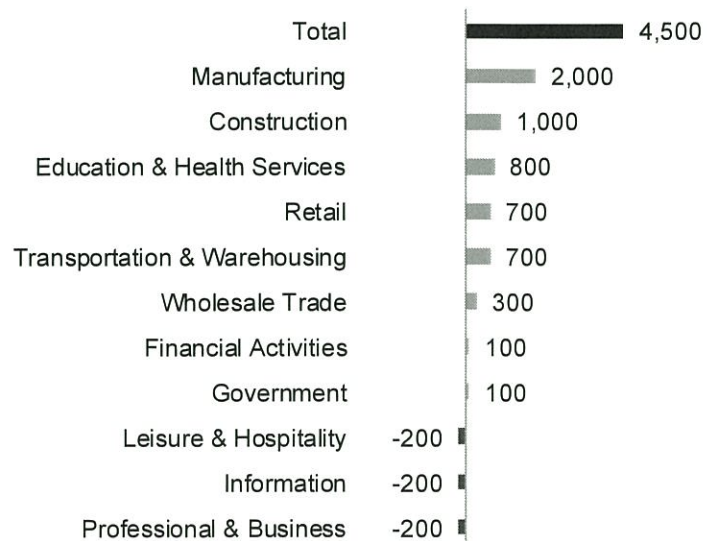 Total 4,500
Manufacturing 2,000
Construction 1,000
Education & Health Services 800
Retail 700
Transportation & Warehousing 700
Wholesale Trade 300
Financial Activities 100
Government 100
Leisure & Hospitality -200
Information -200
Professional & Business -200